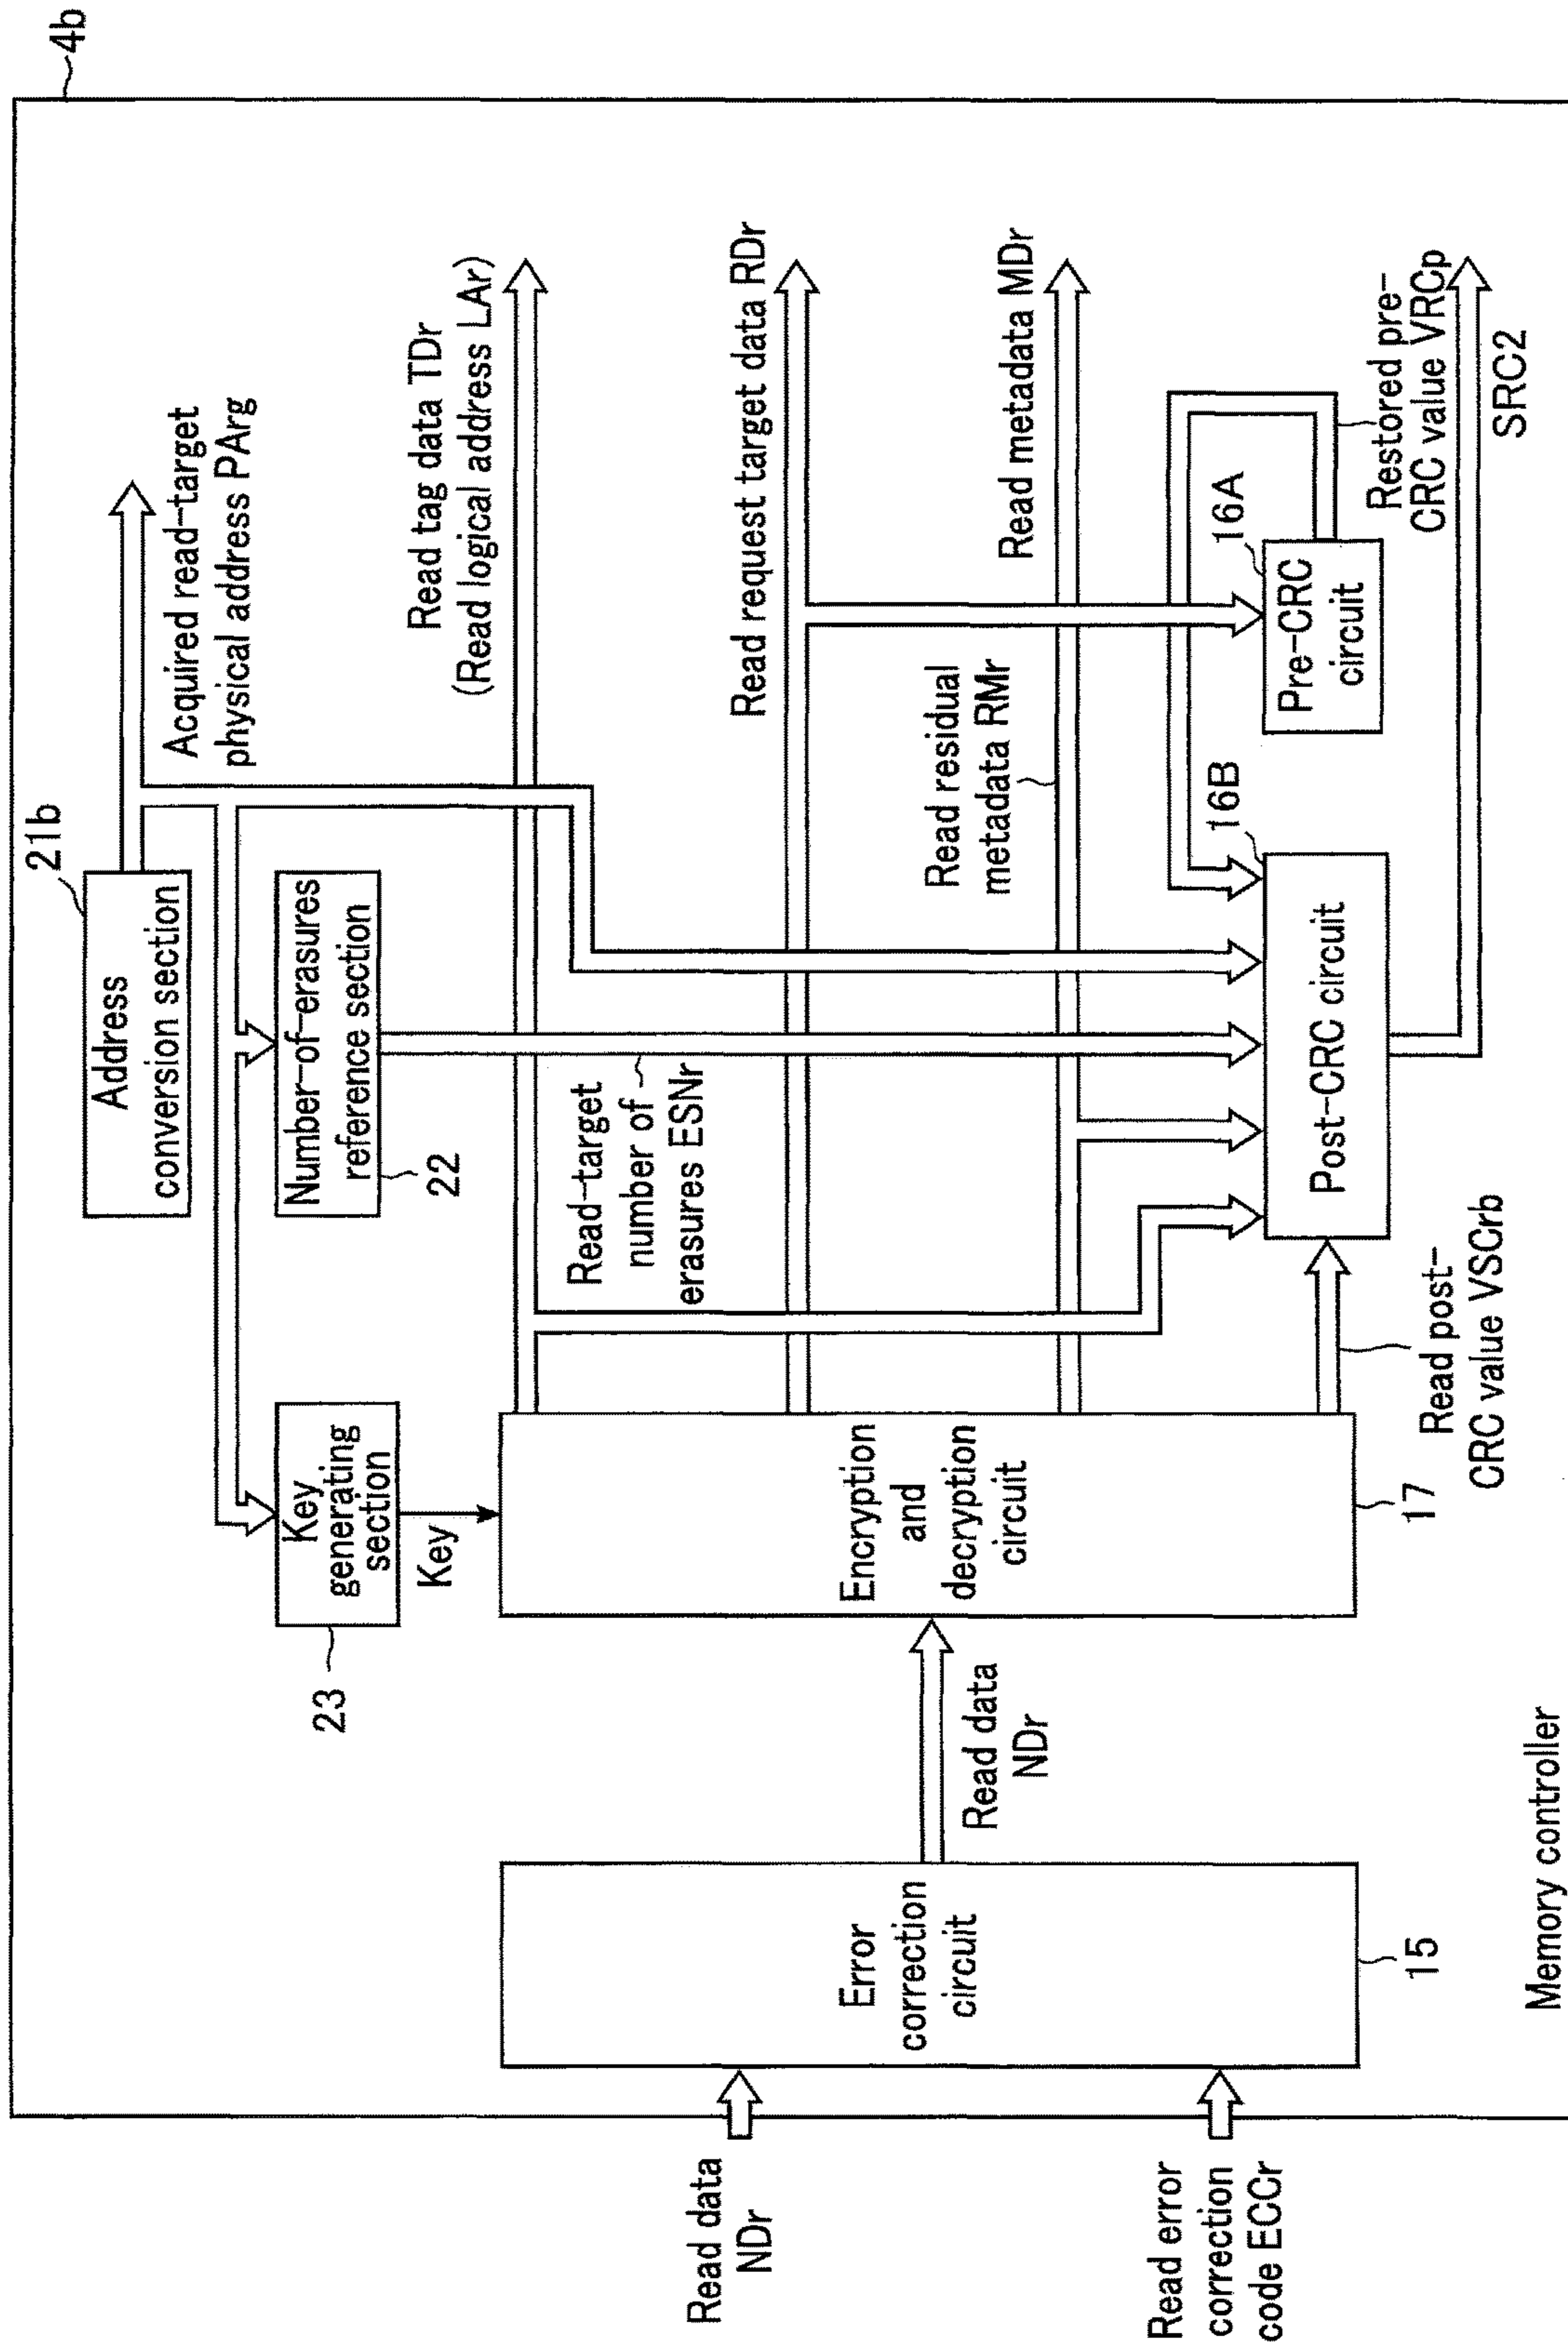 4b
21b
Address
conversion section
Acquired read-target
physical address PArg
Number-of-erasures
reference section
22
Key
generating
section
23
Key
Read tag data TDr
(Read logical address LAr)
Read-target
number of
erasures ESNr
Read request target data RDr
Read residual
metadata RMr
Read metadata MDr
Read data
NDr
Read error
correction
code ECCr
Error
correction
circuit
15
Read data
NDr
Encryption
and
decryption
circuit
17
Read post-
CRC value VSCrb
16B
Post-CRC circuit
16A
Pre-CRC
circuit
Restored pre-
CRC value VRCp
SRC2
Memory controller